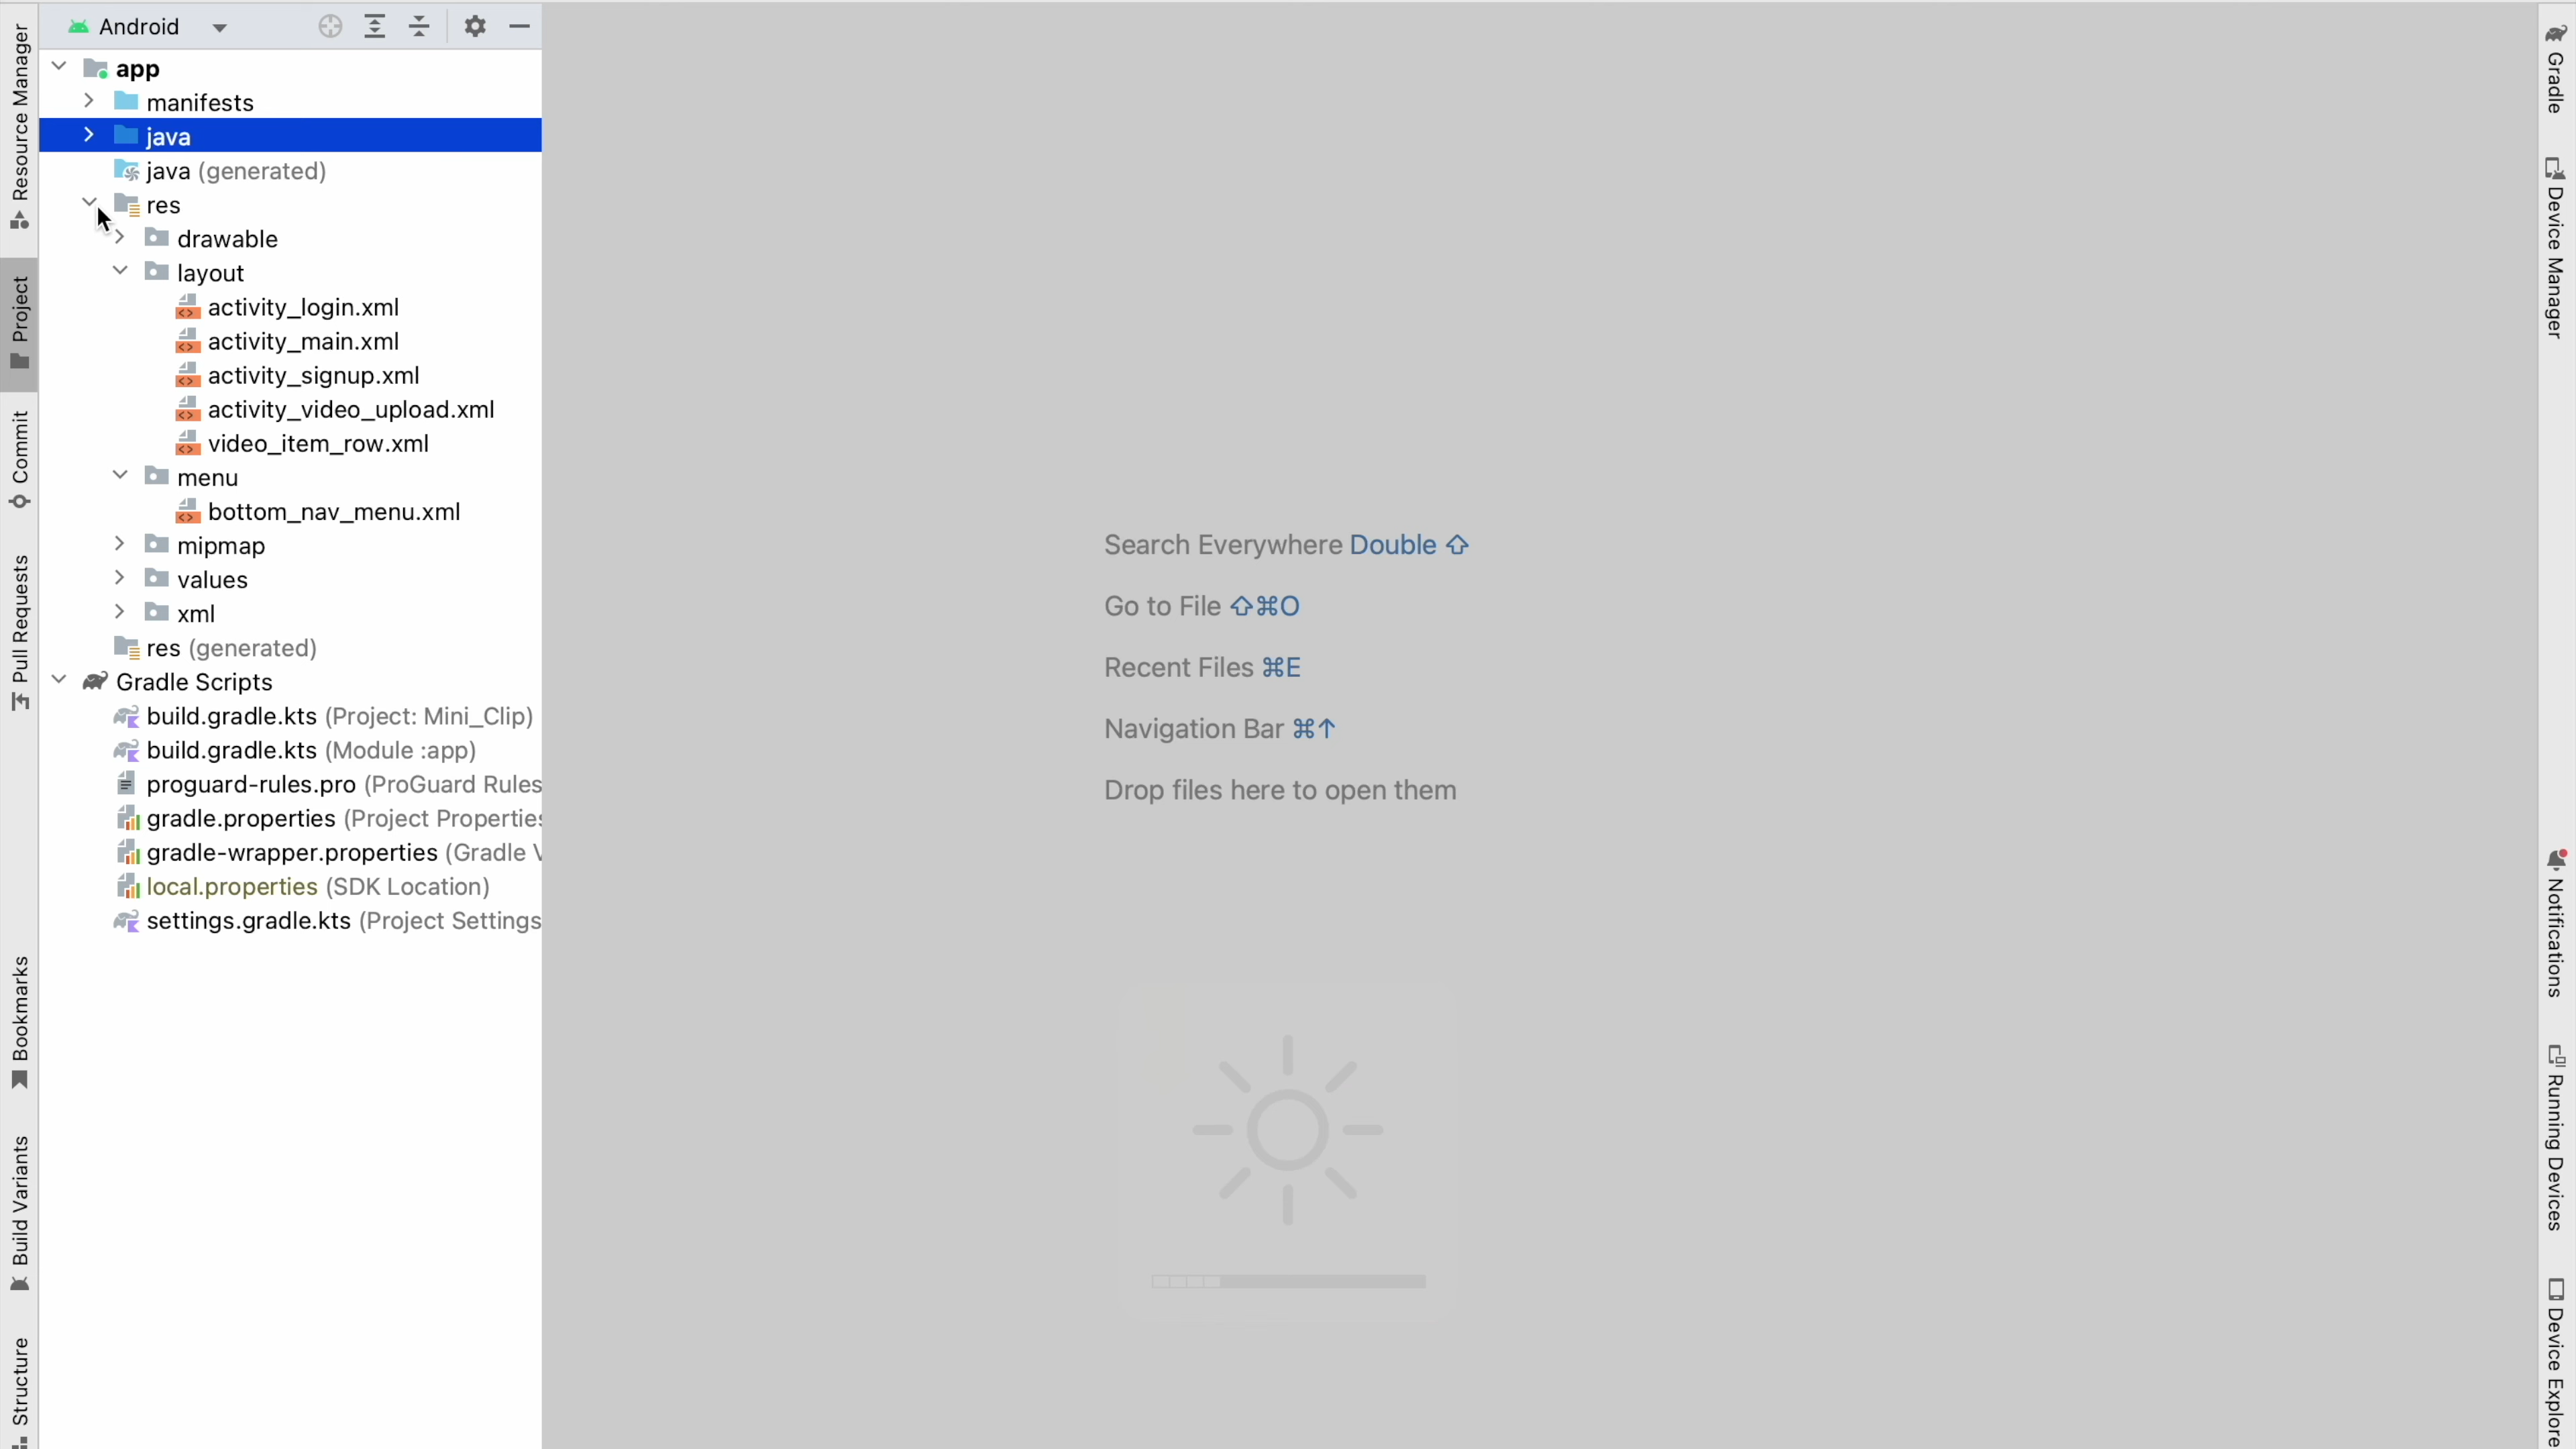 Resource Manager
Project
Commit
Pull Requests
Bookmarks
Build Variants
Structure
Android
app
manifests
java
java (generated)
res
drawable
layout
activity_login.xml
activity_main.xml
activity_signup.xml
activity_video_upload.xml
video_item_row.xml
menu
bottom_nav_menu.xml
mipmap
values
xml
res (generated)
Gradle Scripts
build.gradle.kts (Project: Mini_Clip)
build.gradle.kts (Module :app)
proguard-rules.pro (ProGuard Rules
gradle.properties (Project Properties
gradle-wrapper.properties (Gradle V
local.properties (SDK Location)
settings.gradle.kts (Project Settings
Search Everywhere Double ⇧
Go to File ⇧⌘O
Recent Files ⌘E
Navigation Bar ⌘↑
Drop files here to open them
Gradle
Device Manager
Notifications
Running Devices
Device Explore